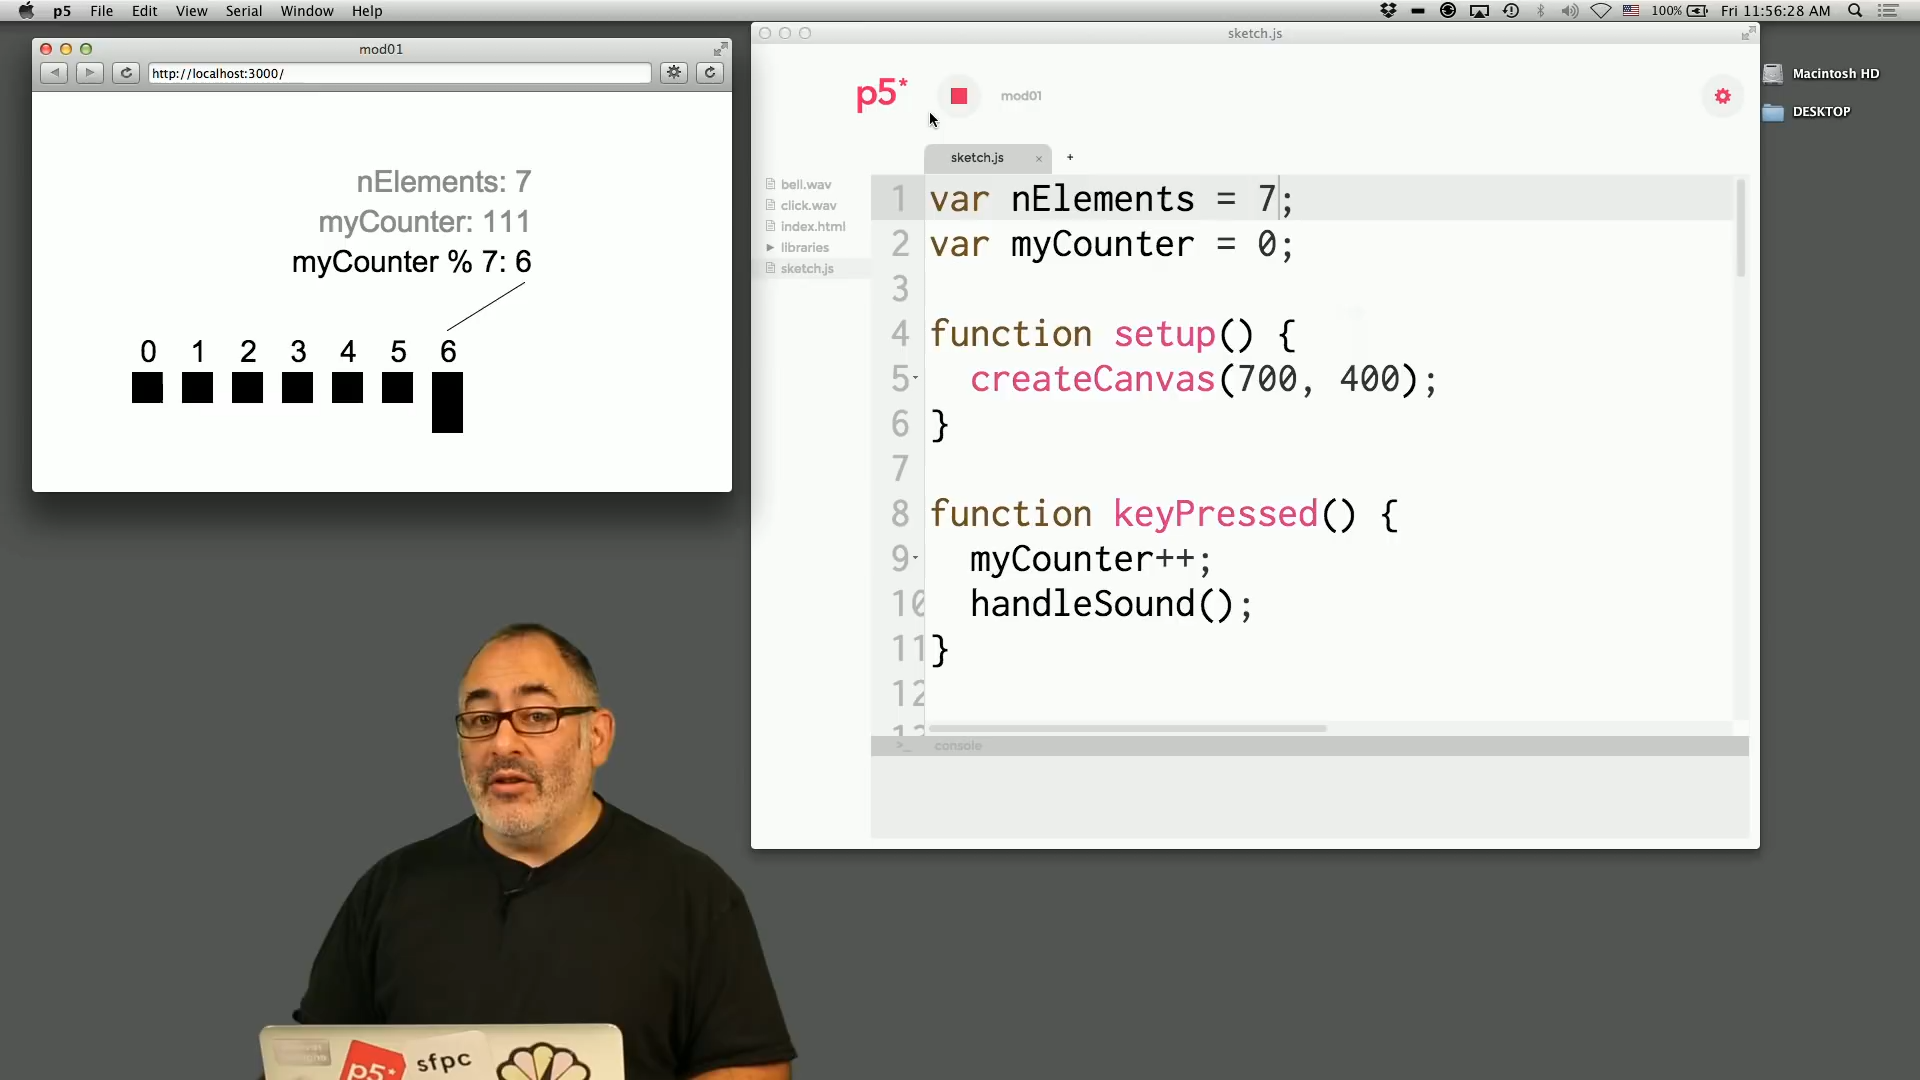 p5 File Edit View Serial Window Help
100% Fri 11:56:28 AM
mod01
http://localhost:3000/
nElements: 7
myCounter: 111
myCounter % 7: 6
0 1 2 3 4 5 6
sketch.js
p5* mod01
sketch.js × +
bell.wav
click.wav
index.html
libraries
sketch.js
1 var nElements = 7;
2 var myCounter = 0;
3
4 function setup() {
5 createCanvas(700, 400);
6 }
7
8 function keyPressed() {
9 myCounter++;
10 handleSound();
11 }
12
13
>_ console
Macintosh HD
DESKTOP
p5*
sfpc